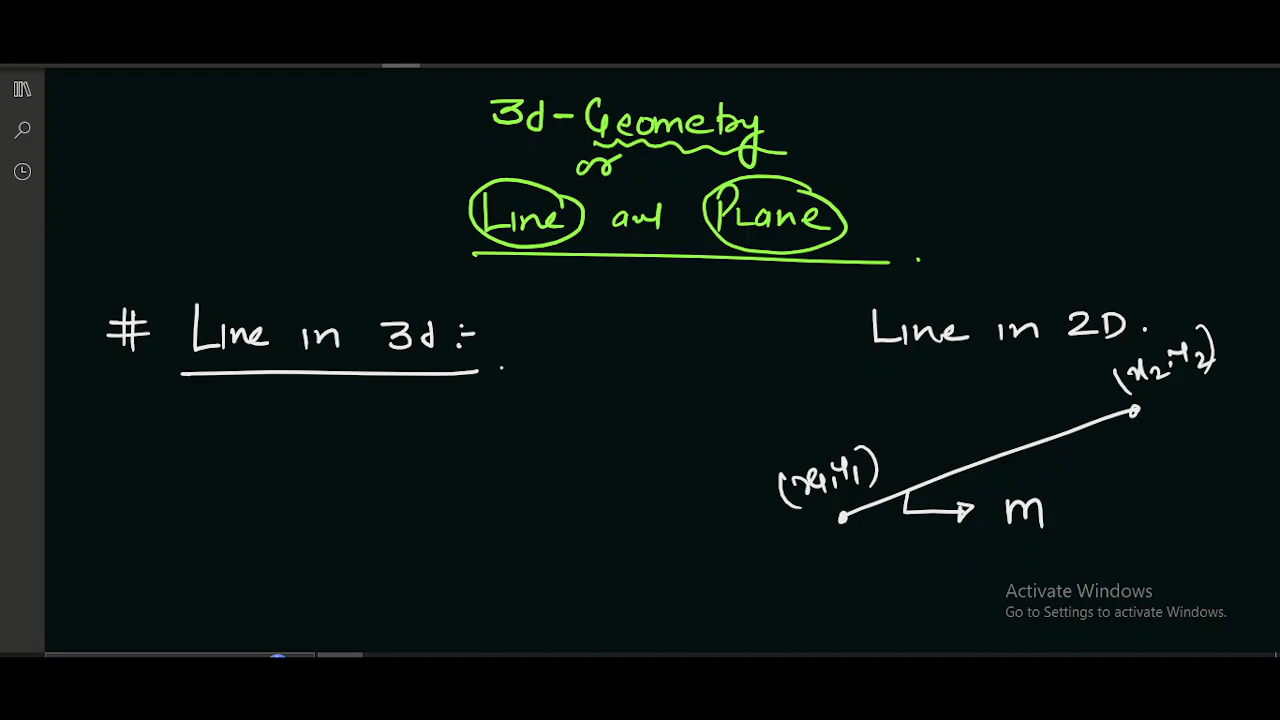 3d-Geometry
or
Line and Plane
# Line in 3d :-
Line in 2D.
(x2,y2)
(x1,y1)
m
Activate Windows
Go to Settings to activate Windows.